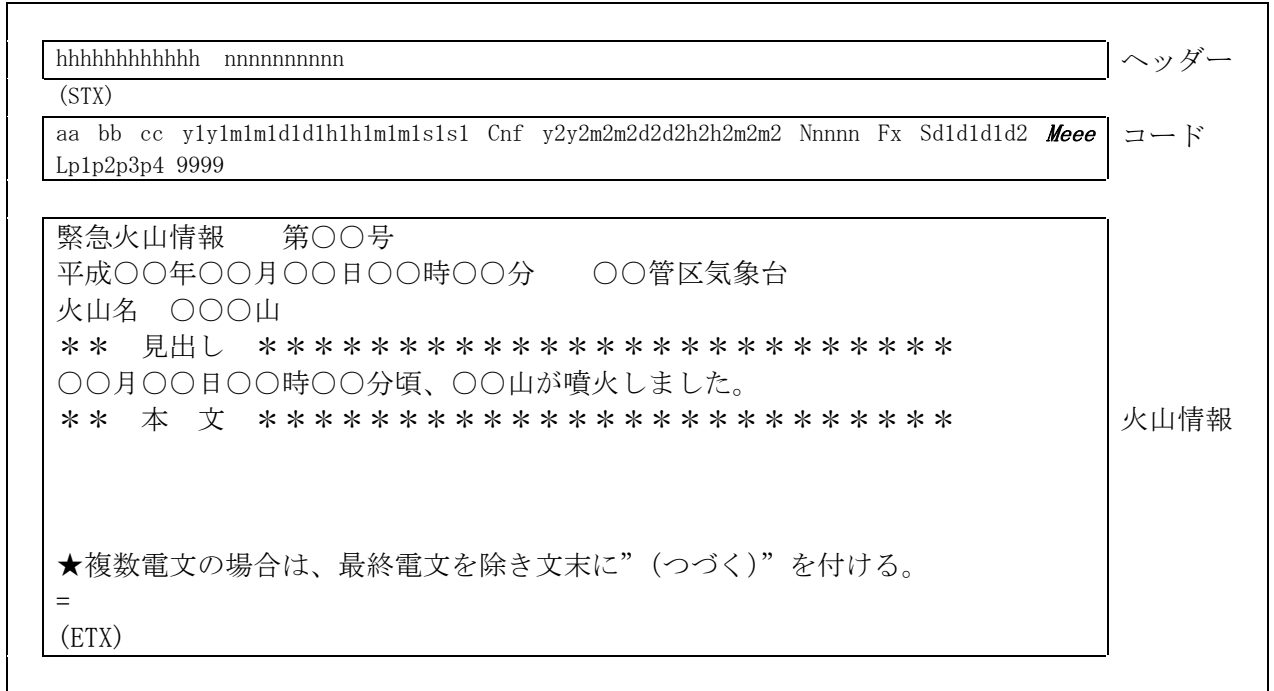 hhhhhhhhhhhh nnnnnnnnnn
ヘッダー
(STX)
aa bb cc y1y1m1m1d1d1h1h1m1m1s1s1 Cnf y2y2m2m2d2d2h2h2m2m2 Nnnnn Fx Sd1d1d1d2 Meee
コード
Lp1p2p3p4 9999
緊急火山情報　　第○○号
平成○○年○○月○○日○○時○○分　　○○管区気象台
火山名　○○○山
＊＊　見出し　＊＊＊＊＊＊＊＊＊＊＊＊＊＊＊＊＊＊＊＊＊＊＊＊＊
○○月○○日○○時○○分頃、○○山が噴火しました。
＊＊　本　文　＊＊＊＊＊＊＊＊＊＊＊＊＊＊＊＊＊＊＊＊＊＊＊＊＊
火山情報
★複数電文の場合は、最終電文を除き文末に”(つづく)”を付ける。
=
(ETX)